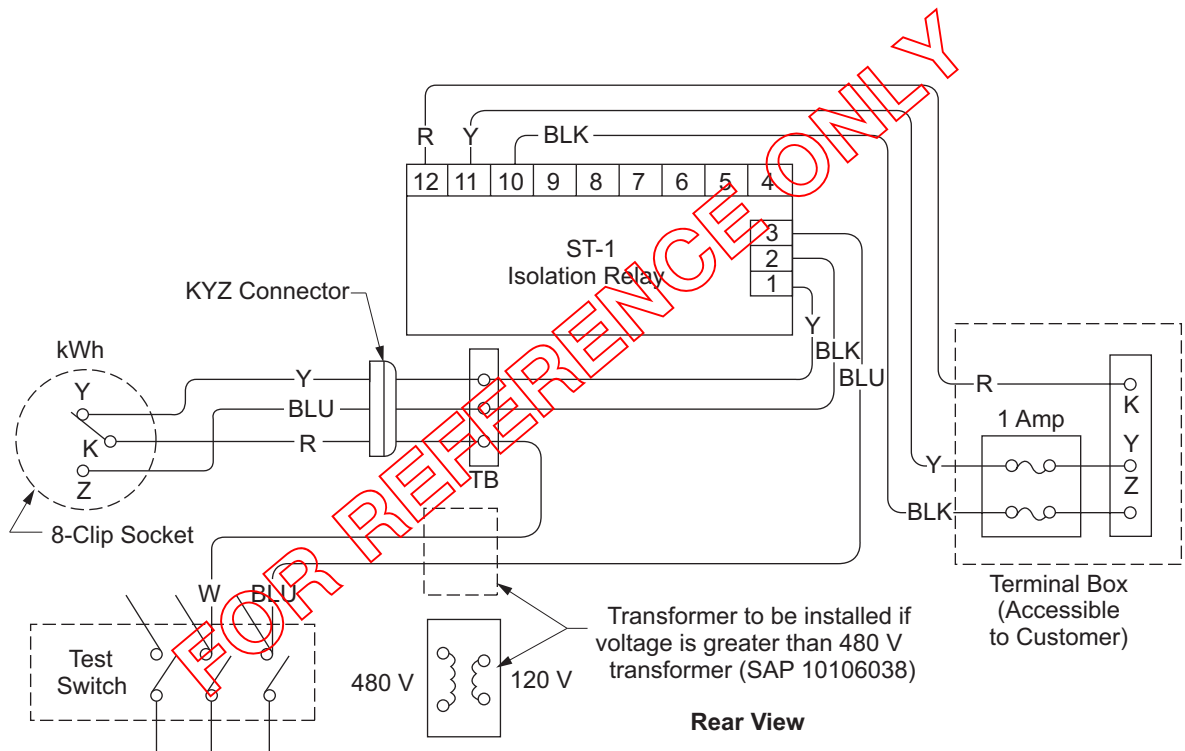 R
Y
BLK
12 11 10 9 8 7 6 5 4
3
2
1
ST-1
Isolation Relay
KYZ Connector
Y
BLK
BLU
kWh
Y
K
Z
Y
BLU
R
TB
8-Clip Socket
R
1 Amp
Y
BLK
K
Y
Z
Terminal Box
(Accessible
to Customer)
W
BLU
Test
Switch
480 V
120 V
Transformer to be installed if
voltage is greater than 480 V
transformer (SAP 10106038)
Rear View
FOR REFERENCE ONLY